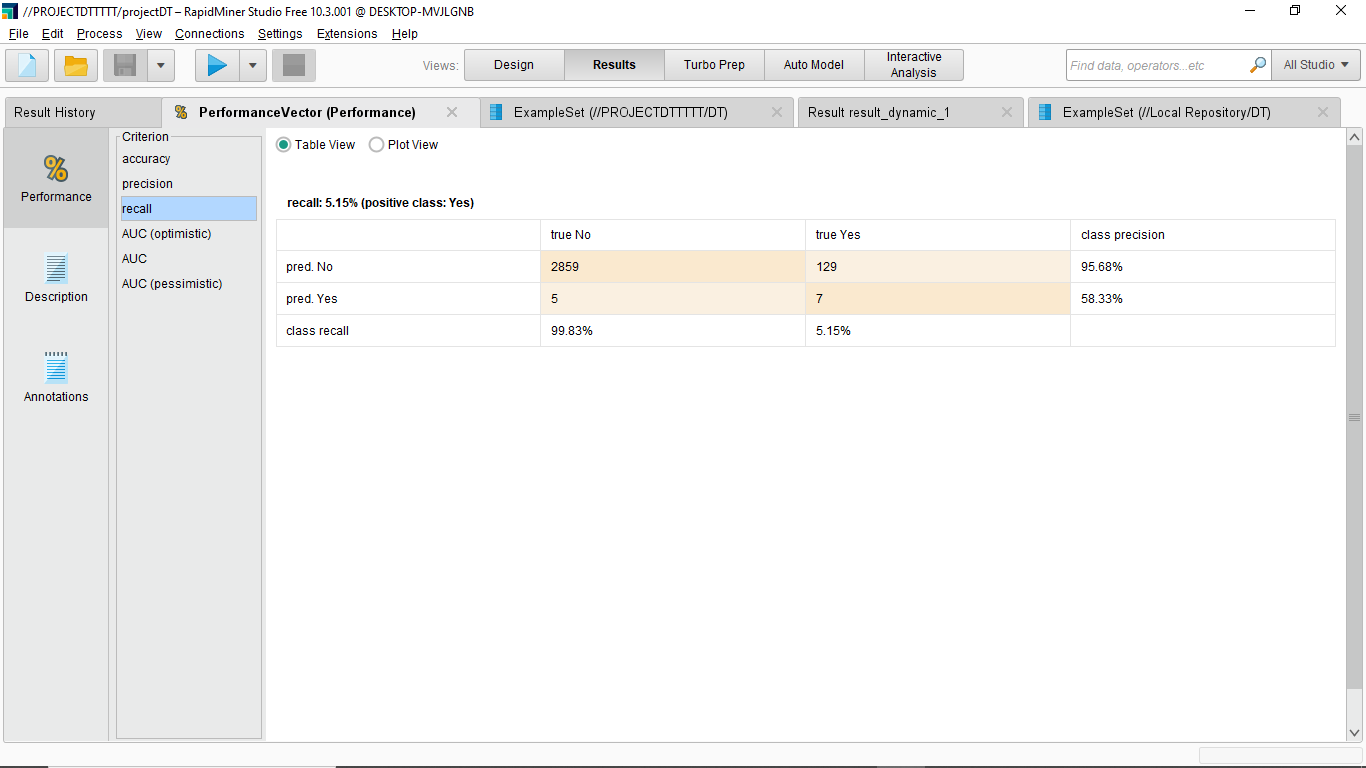 //PROJECTDTTTTT/projectDT – RapidMiner Studio Free 10.3.001 @ DESKTOP-MVJLGNB
File Edit Process View Connections Settings Extensions Help
Views: Design Results Turbo Prep Auto Model Interactive Analysis Find data, operators...etc All Studio
Result History PerformanceVector (Performance) ExampleSet (//PROJECTDTTTTT/DT) Result result_dynamic_1 ExampleSet (//Local Repository/DT)
%
Performance
Description
Annotations
Criterion
accuracy
precision
recall
AUC (optimistic)
AUC
AUC (pessimistic)
Table View Plot View
recall: 5.15% (positive class: Yes)
true No true Yes class precision
pred. No 2859 129 95.68%
pred. Yes 5 7 58.33%
class recall 99.83% 5.15%